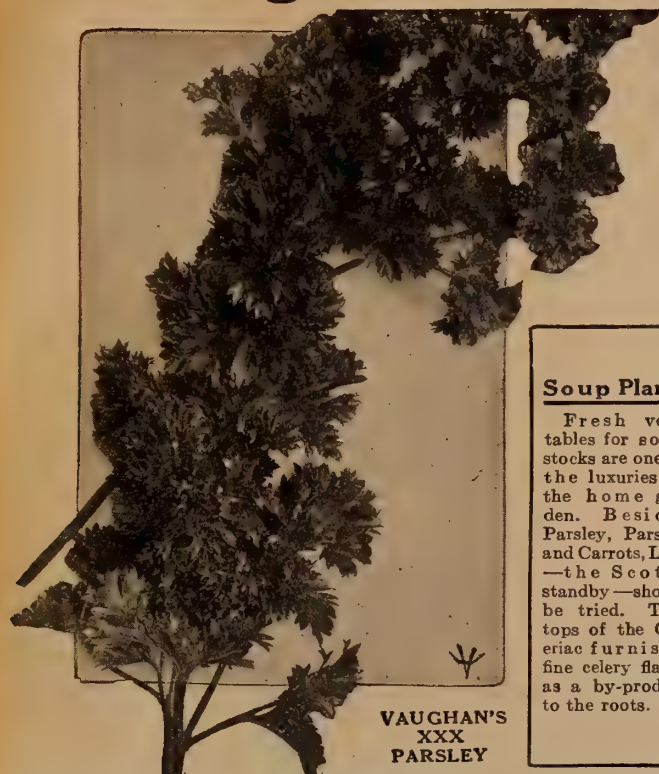 VAUGHAN'S
XXX
PARSLEY
Soup Plan
Fresh ve
tables for so
stocks are one
the luxuries
the home g
den. Besid
Parsley, Pars
and Carrots, L
—the Scot
standby—sho
be tried. T
tops of the C
eriac furnis
fine celery fla
as a by-prod
to the roots.